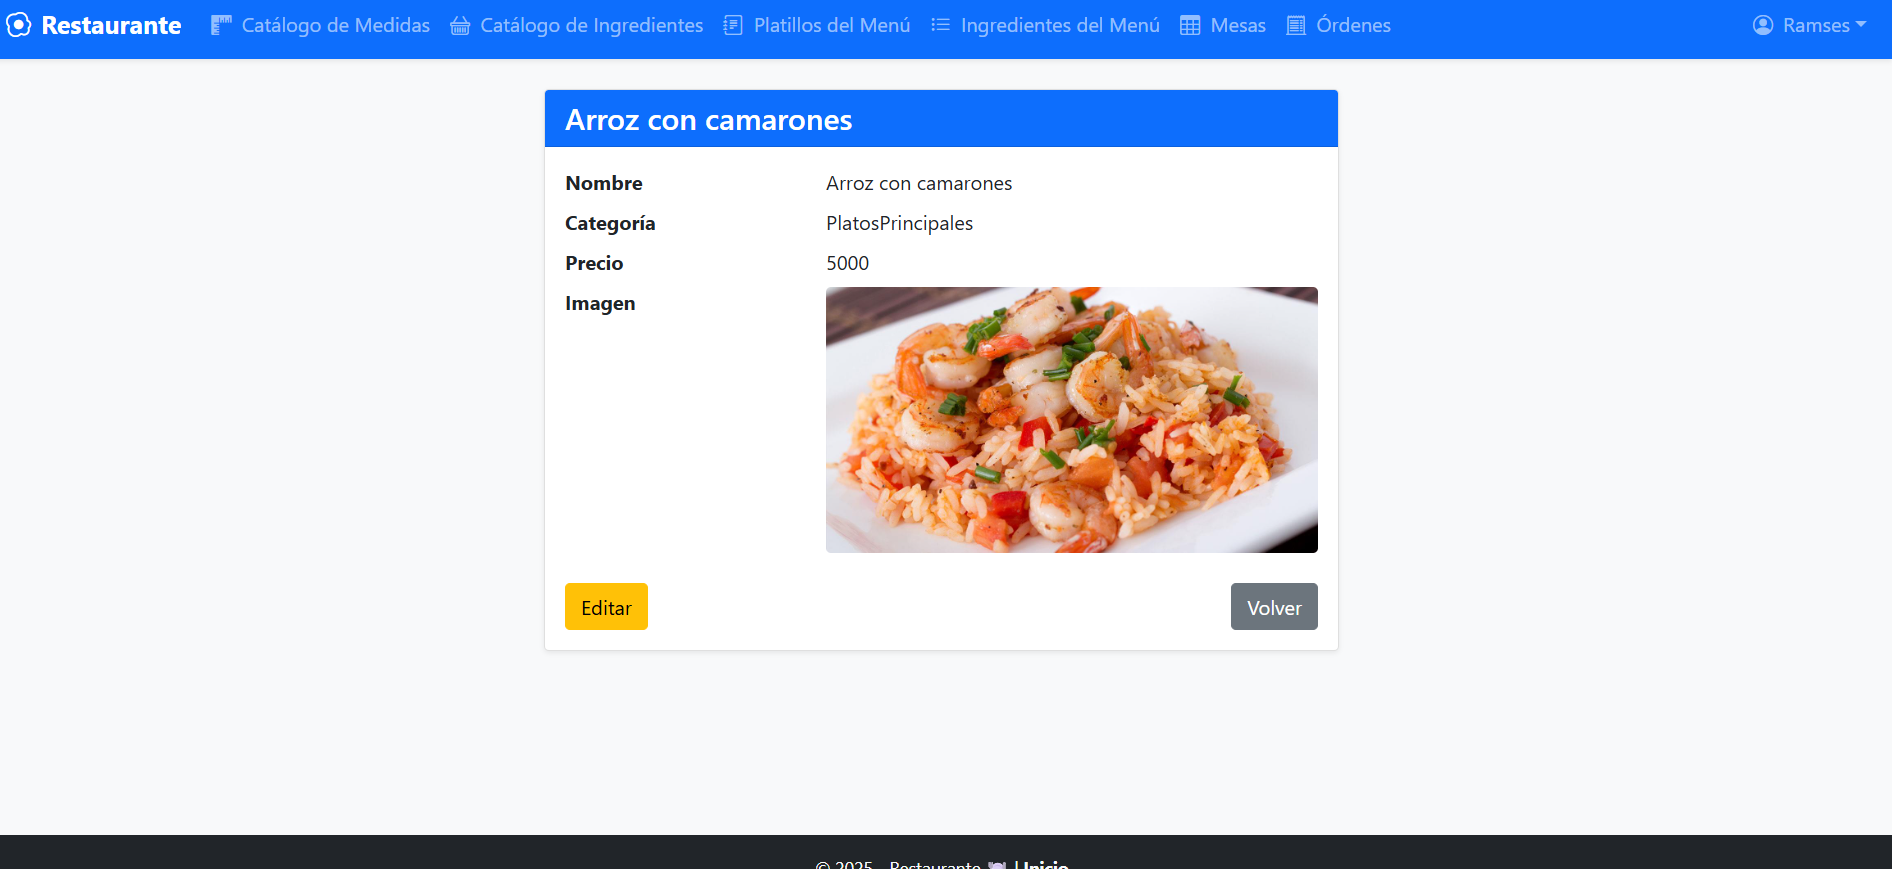 Restaurante Catálogo de Medidas Catálogo de Ingredientes Platillos del Menú Ingredientes del Menú Mesas Órdenes Ramses
Arroz con camarones
Nombre Arroz con camarones
Categoría PlatosPrincipales
Precio 5000
Imagen
Editar Volver
© 2025 - Restaurante 🍽️ | Inicio